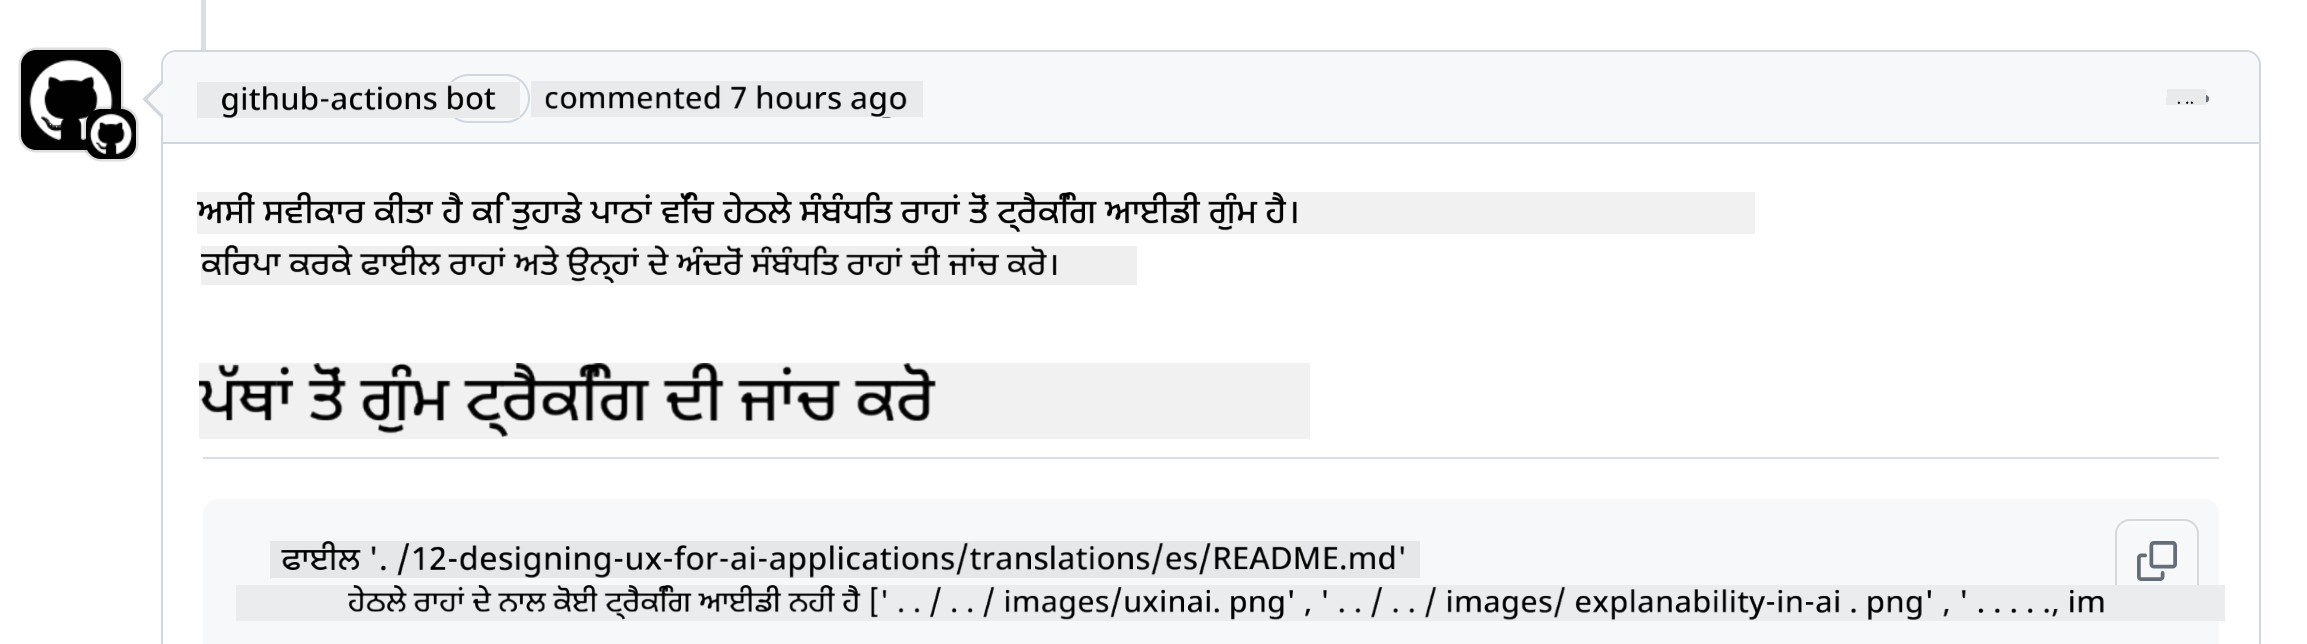 github-actions bot commented 7 hours ago
...
ਅਸੀਂ ਸਵੀਕਾਰ ਕੀਤਾ ਹੈ ਕਿ ਤੁਹਾਡੇ ਪਾਠਾਂ ਵਿੱਚ ਹੇਠਲੇ ਸੰਬੰਧਤਿ ਰਾਹਾਂ ਤੋਂ ਟ੍ਰੈਕਿੰਗ ਆਈਡੀ ਗੁੰਮ ਹੈ।
ਕਰਿਪਾ ਕਰਕੇ ਫਾਈਲ ਰਾਹਾਂ ਅਤੇ ਉਨ੍ਹਾਂ ਦੇ ਅੰਦਰੋਂ ਸੰਬੰਧਤਿ ਰਾਹਾਂ ਦੀ ਜਾਂਚ ਕਰੋ।
ਪੱਥਾਂ ਤੋਂ ਗੁੰਮ ਟ੍ਰੈਕਿੰਗ ਦੀ ਜਾਂਚ ਕਰੋ
ਫਾਈਲ '. /12-designing-ux-for-ai-applications/translations/es/README.md'
ਹੇਠਲੇ ਰਾਹਾਂ ਦੇ ਨਾਲ ਕੋਈ ਟ੍ਰੈਕਿੰਗ ਆਈਡੀ ਨਹੀਂ ਹੈ [' . . / . . / images/uxinai. png' , ' . . / . . / images/ explanability-in-ai . png' , ' . . . . ., im